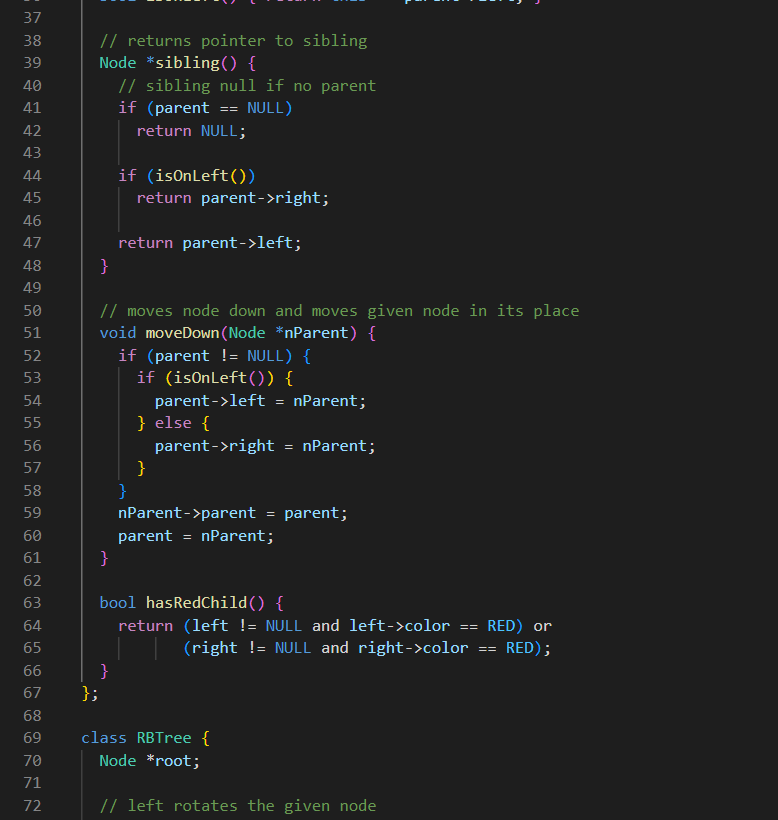 37
38 // returns pointer to sibling
39 Node *sibling() {
40 // sibling null if no parent
41 if (parent == NULL)
42 return NULL;
43
44 if (isOnLeft())
45 return parent->right;
46
47 return parent->left;
48 }
49
50 // moves node down and moves given node in its place
51 void moveDown(Node *nParent) {
52 if (parent != NULL) {
53 if (isOnLeft()) {
54 parent->left = nParent;
55 } else {
56 parent->right = nParent;
57 }
58 }
59 nParent->parent = parent;
60 parent = nParent;
61 }
62
63 bool hasRedChild() {
64 return (left != NULL and left->color == RED) or
65 (right != NULL and right->color == RED);
66 }
67 };
68
69 class RBTree {
70 Node *root;
71
72 // left rotates the given node